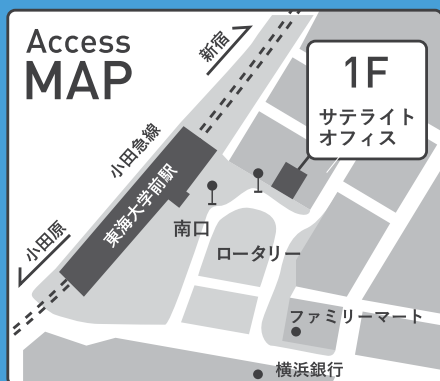 Access
MAP
新宿
1F
サテライト
オフィス
小田急線
東海大学前駅
小田原
南口
ロータリー
ファミリーマート
横浜銀行